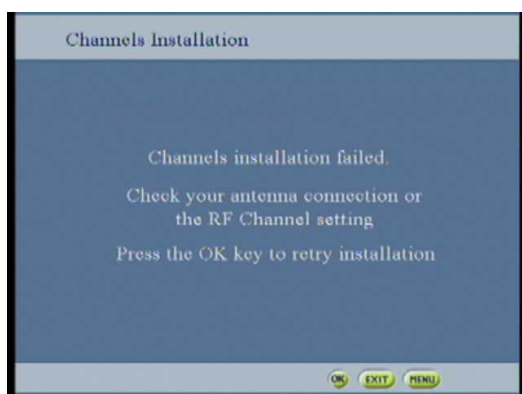 Channels Installation
Channels installation failed.
Check your antenna connection or
the RF Channel setting
Press the OK key to retry installation
OK EXIT MENU